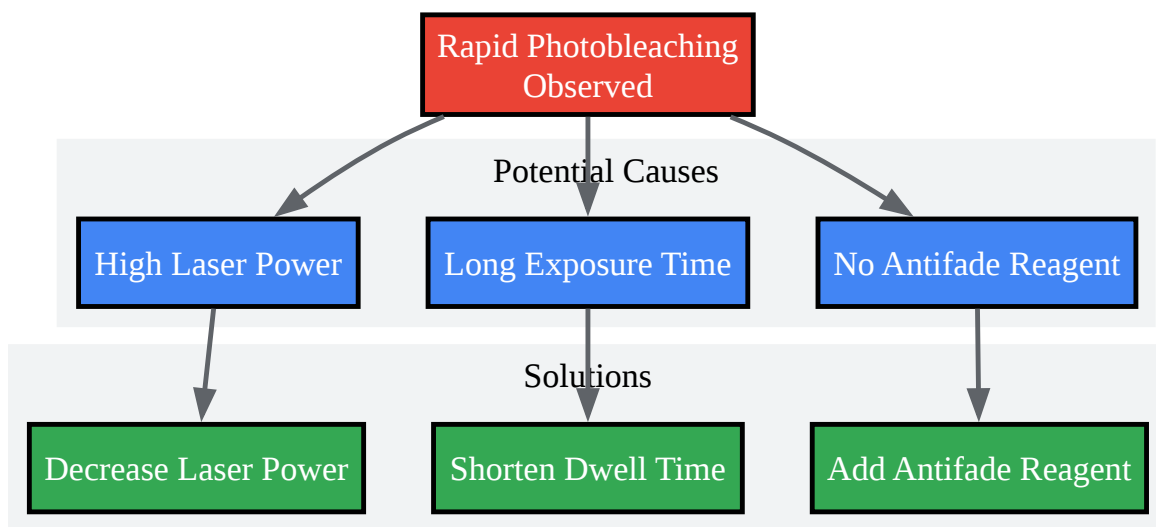 Rapid Photobleaching
Observed
Potential Causes
High Laser Power
Long Exposure Time
No Antifade Reagent
Solutions
Decrease Laser Power
Shorten Dwell Time
Add Antifade Reagent